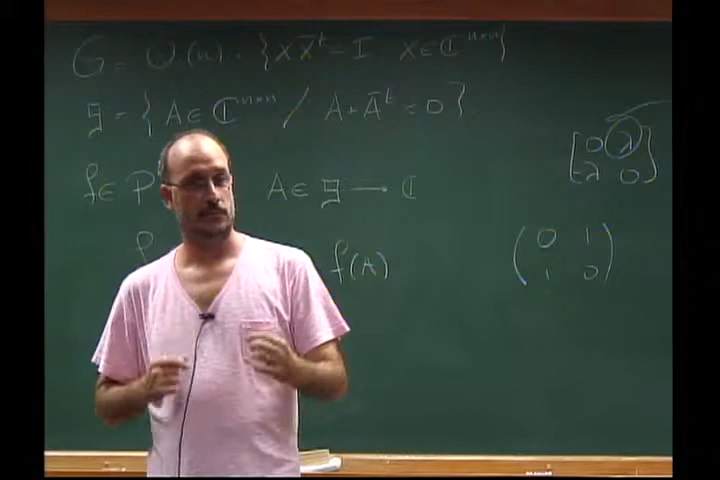 G = U(n) = {X X̄ᵗ = I X ∈ ℂⁿˣⁿ}
𝔤 = {A ∈ ℂⁿˣⁿ / A + Āᵗ = 0}
f ∈ P A ∈ 𝔤 → ℂ
f f(A)
[0 λ
-λ 0]
(0 1
1 0)